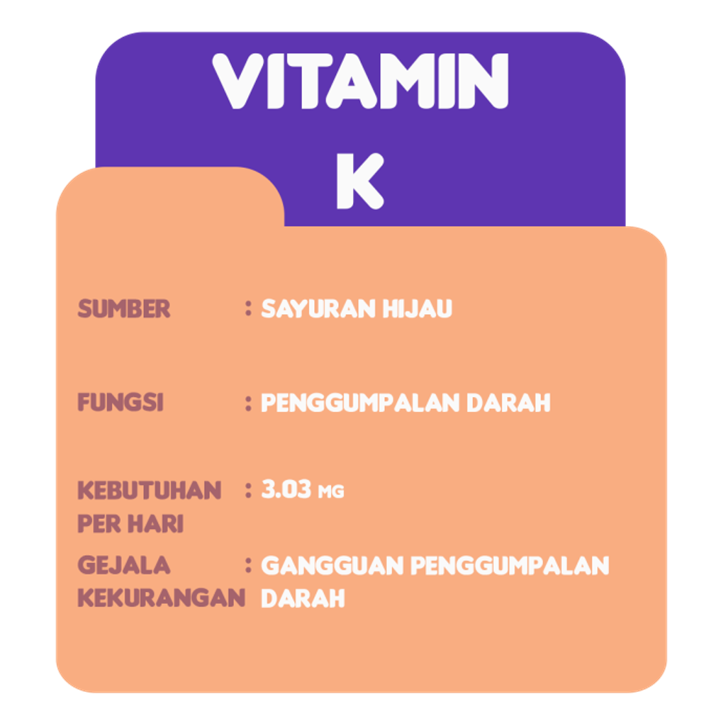 VITAMIN
K
SUMBER : SAYURAN HIJAU
FUNGSI : PENGGUMPALAN DARAH
KEBUTUHAN : 3.03 MG
PER HARI
GEJALA : GANGGUAN PENGGUMPALAN
KEKURANGAN DARAH